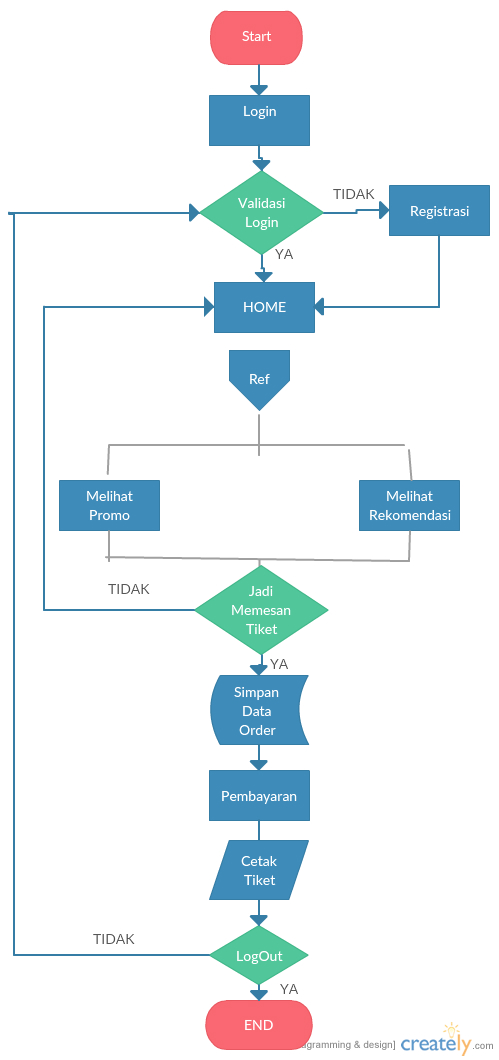 Start
Login
Validasi
Login
TIDAK
Registrasi
YA
HOME
Ref
Melihat
Promo
Melihat
Rekomendasi
TIDAK
Jadi
Memesan
Tiket
YA
Simpan
Data
Order
Pembayaran
Cetak
Tiket
TIDAK
LogOut
YA
END
gramming & design]
creately.com